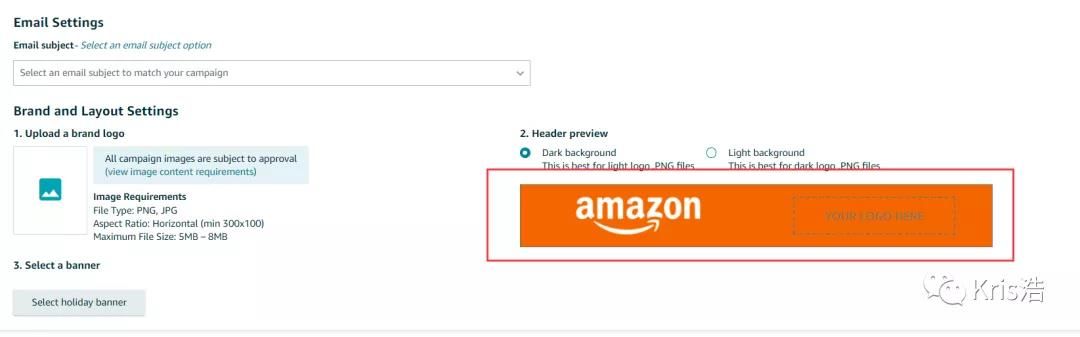 Email Settings
Email subject- Select an email subject option
Select an email subject to match your campaign
Brand and Layout Settings
1. Upload a brand logo
All campaign images are subject to approval
(view image content requirements)
Image Requirements
File Type: PNG, JPG
Aspect Ratio: Horizontal (min 300x100)
Maximum File Size: 5MB – 8MB
2. Header preview
Dark background
This is best for light logo .PNG files
Light background
This is best for dark logo .PNG files
amazon
YOUR LOGO HERE
3. Select a banner
Select holiday banner
Kris浩